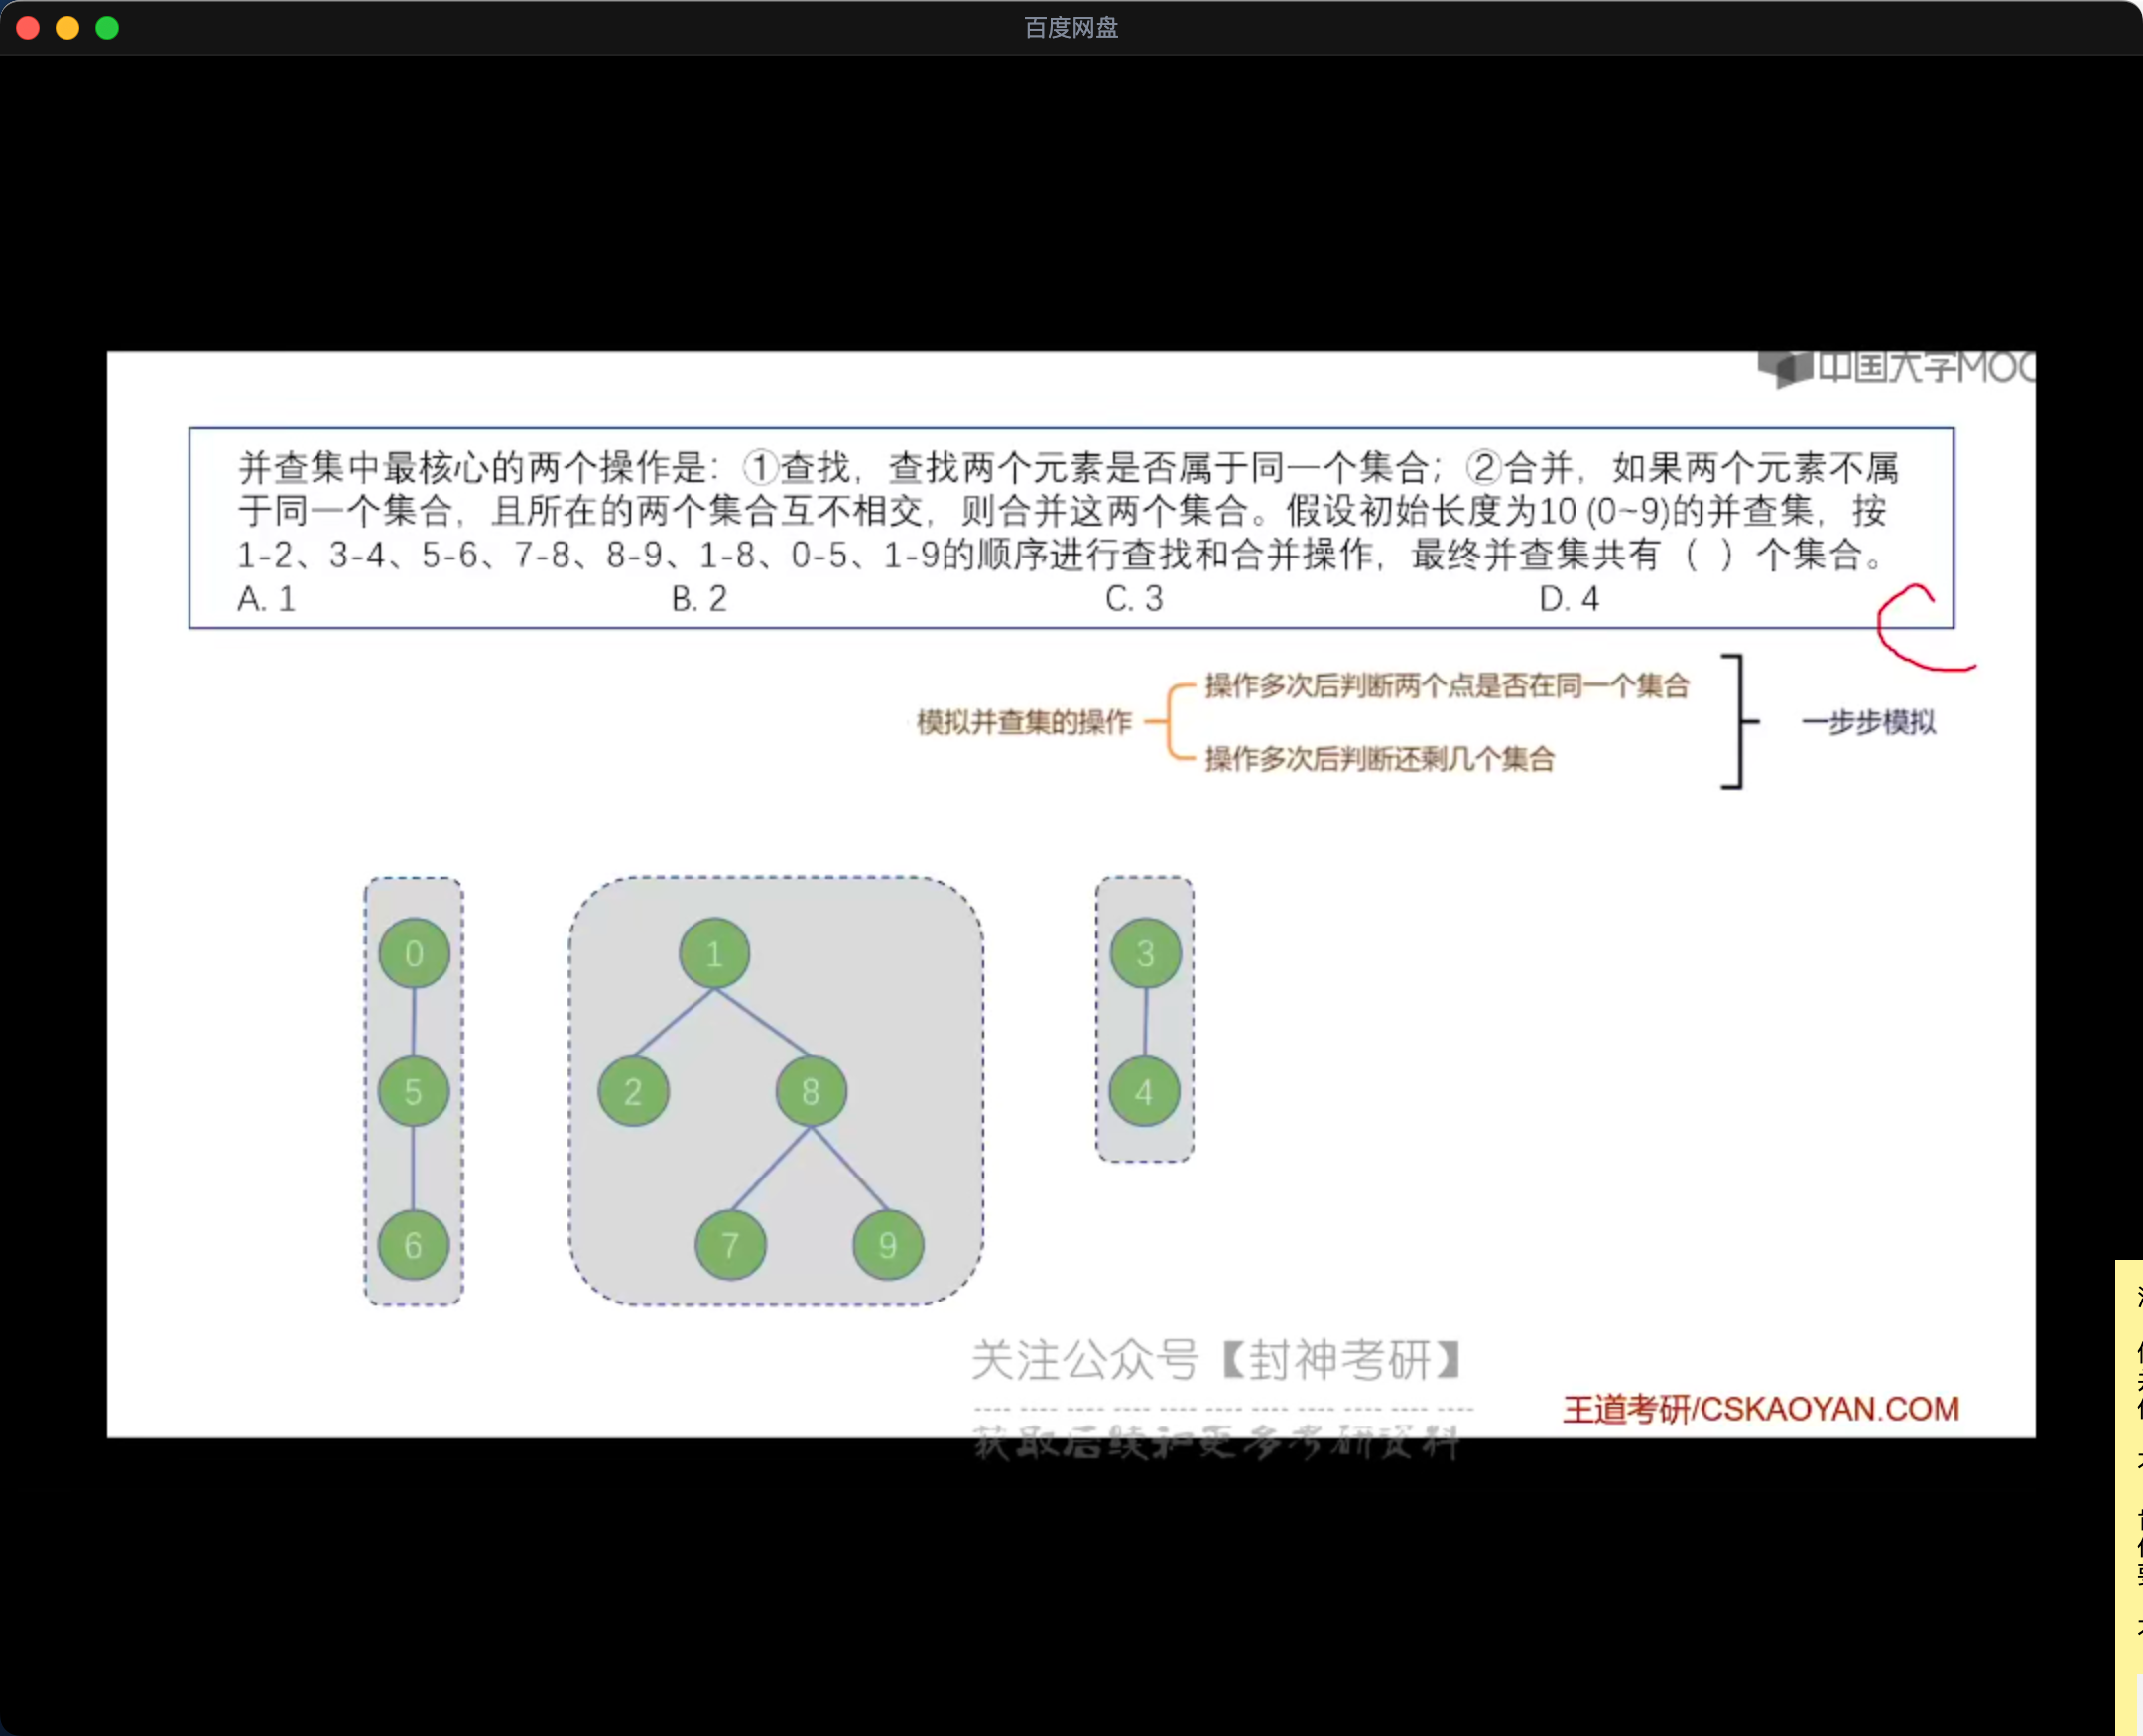 百度网盘
中国大学MOO
并查集中最核心的两个操作是：①查找，查找两个元素是否属于同一个集合；②合并，如果两个元素不属
于同一个集合，且所在的两个集合互不相交，则合并这两个集合。假设初始长度为10 (0~9)的并查集，按
1-2、3-4、5-6、7-8、8-9、1-8、0-5、1-9的顺序进行查找和合并操作，最终并查集共有（ ）个集合。
A. 1 B. 2 C. 3 D. 4
C
操作多次后判断两个点是否在同一个集合
模拟并查集的操作 一步步模拟
操作多次后判断还剩几个集合
0 1 3
5 2 8 4
6 7 9
关注公众号【封神考研】
王道考研/CSKAOYAN.COM
获取后续和更多考研资料